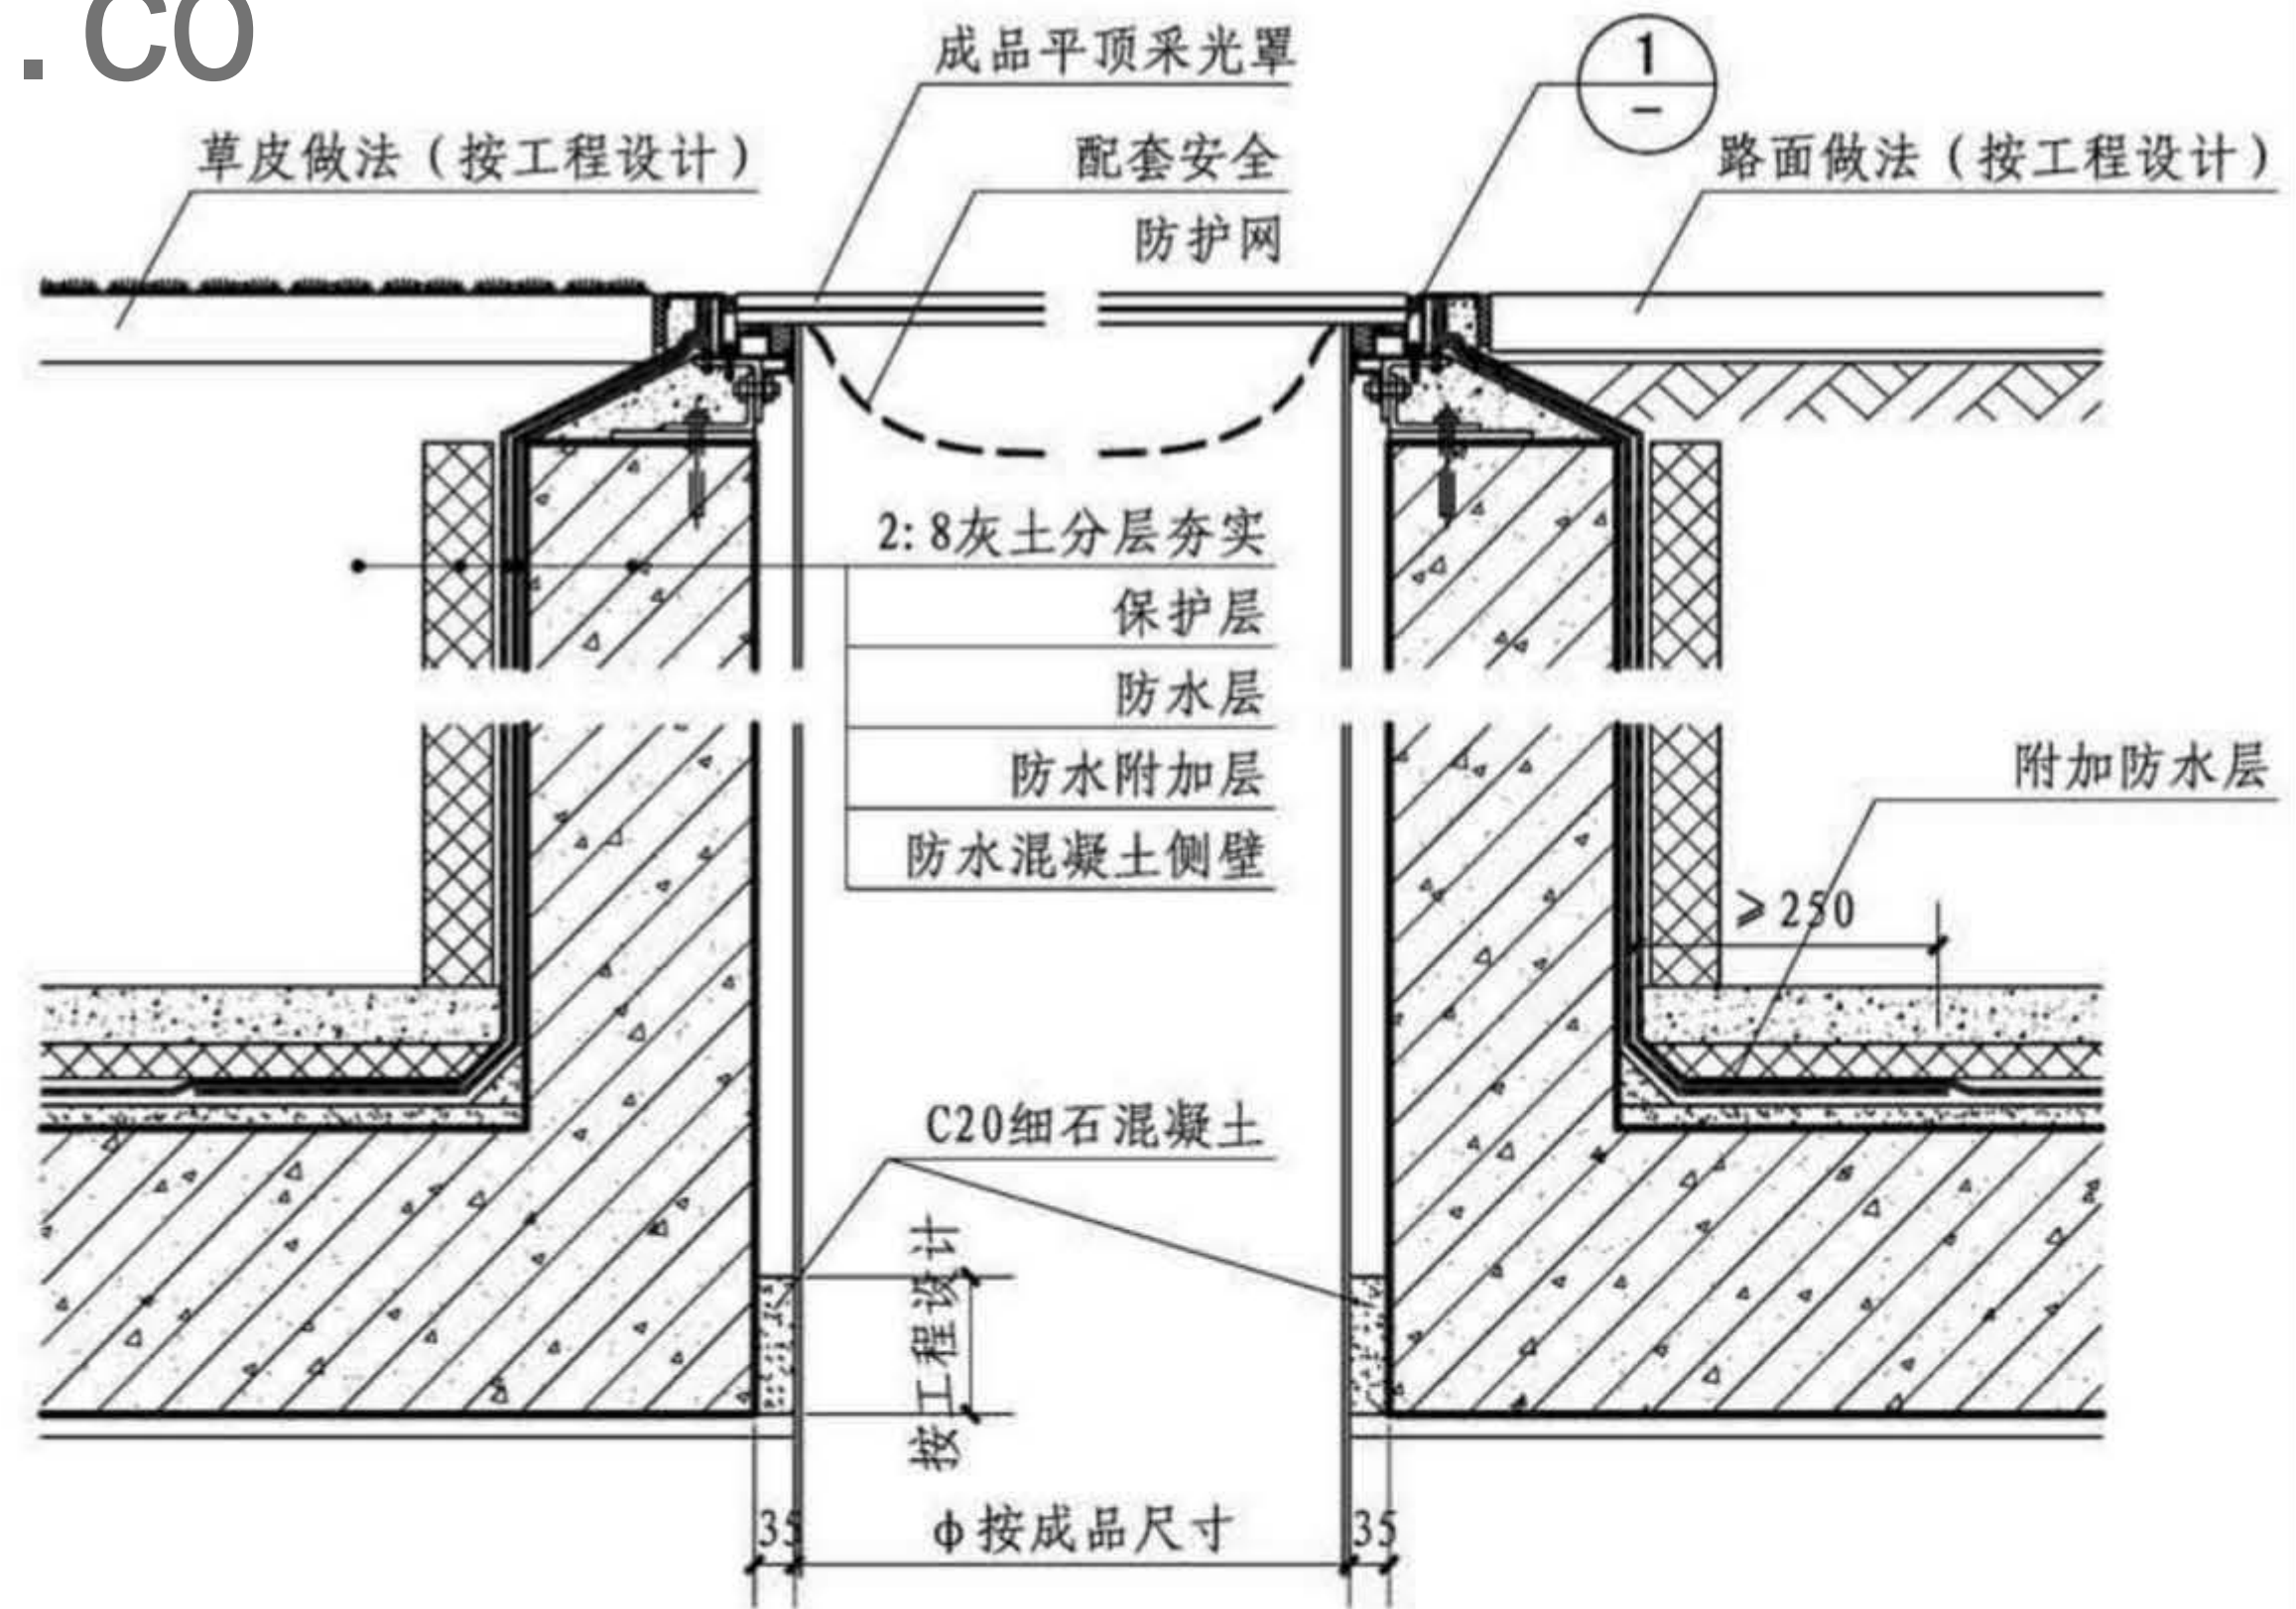 .co
成品平顶采光罩
1
-
草皮做法（按工程设计）
配套安全
防护网
路面做法（按工程设计）
2:8灰土分层夯实
保护层
防水层
防水附加层
防水混凝土侧壁
附加防水层
≥250
C20细石混凝土
按工程设计
35
φ按成品尺寸
35